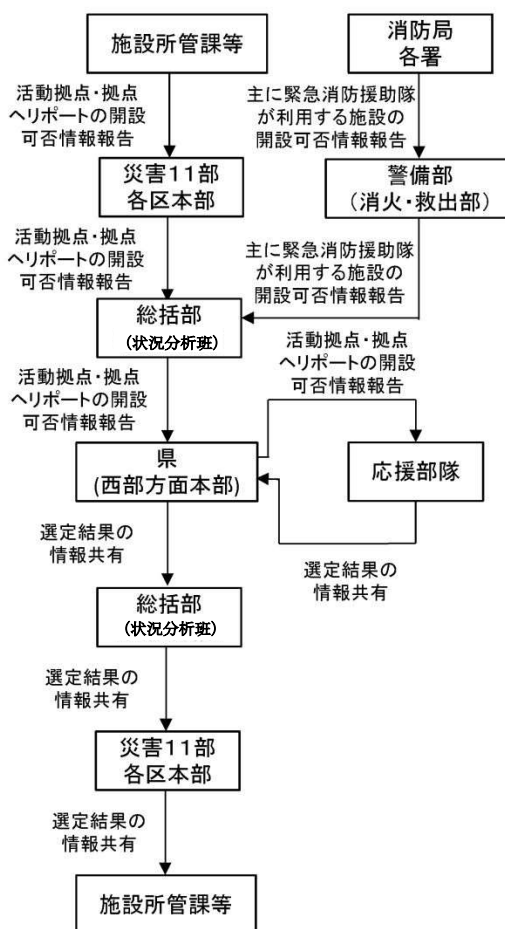 施設所管課等
消防局
各署
活動拠点・拠点
ヘリポートの開設
可否情報報告
主に緊急消防援助隊
が利用する施設の
開設可否情報報告
災害11部
各区本部
警備部
（消火・救出部）
活動拠点・拠点
ヘリポートの開設
可否情報報告
主に緊急消防援助隊
が利用する施設の
開設可否情報報告
総括部
(状況分析班)
活動拠点・拠点
ヘリポートの開設
可否情報報告
活動拠点・拠点
ヘリポートの開設
可否情報報告
県
(西部方面本部)
応援部隊
選定結果の
情報共有
選定結果の
情報共有
総括部
(状況分析班)
選定結果の
情報共有
災害11部
各区本部
選定結果の
情報共有
施設所管課等